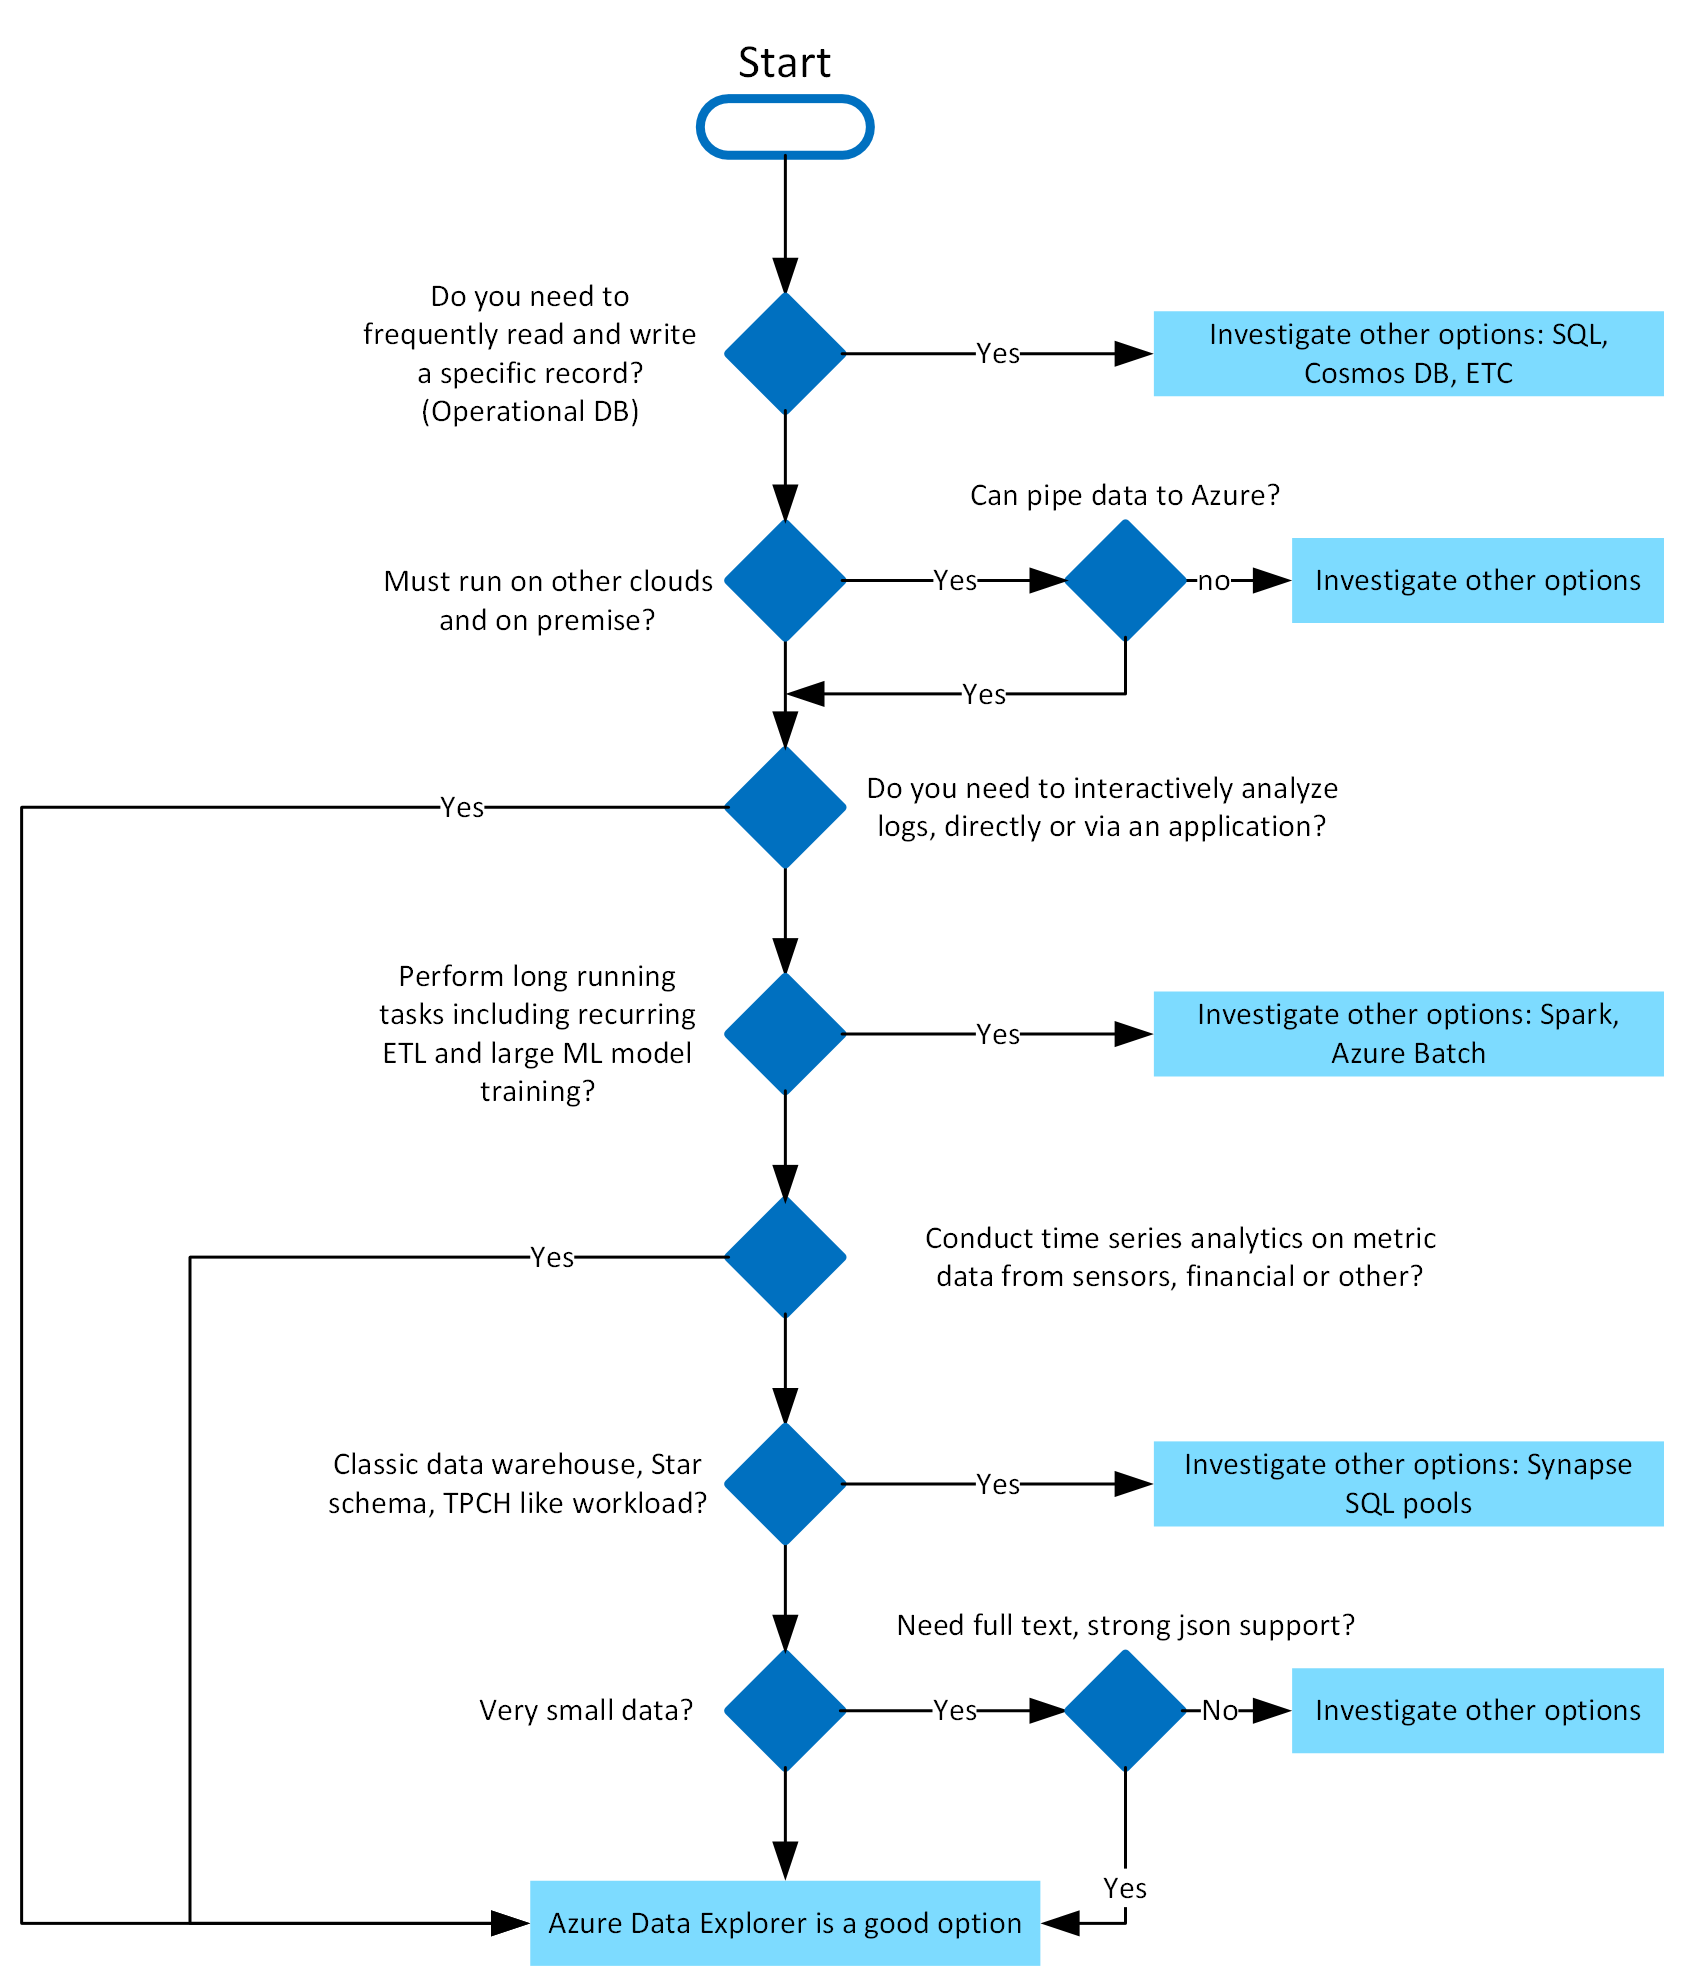 Start
Do you need to
frequently read and write
a specific record?
(Operational DB)
Yes
Investigate other options: SQL,
Cosmos DB, ETC
Can pipe data to Azure?
Must run on other clouds
and on premise?
Yes
no
Investigate other options
Yes
Yes
Do you need to interactively analyze
logs, directly or via an application?
Perform long running
tasks including recurring
ETL and large ML model
training?
Yes
Investigate other options: Spark,
Azure Batch
Yes
Conduct time series analytics on metric
data from sensors, financial or other?
Classic data warehouse, Star
schema, TPCH like workload?
Yes
Investigate other options: Synapse
SQL pools
Need full text, strong json support?
Very small data?
Yes
No
Investigate other options
Yes
Azure Data Explorer is a good option